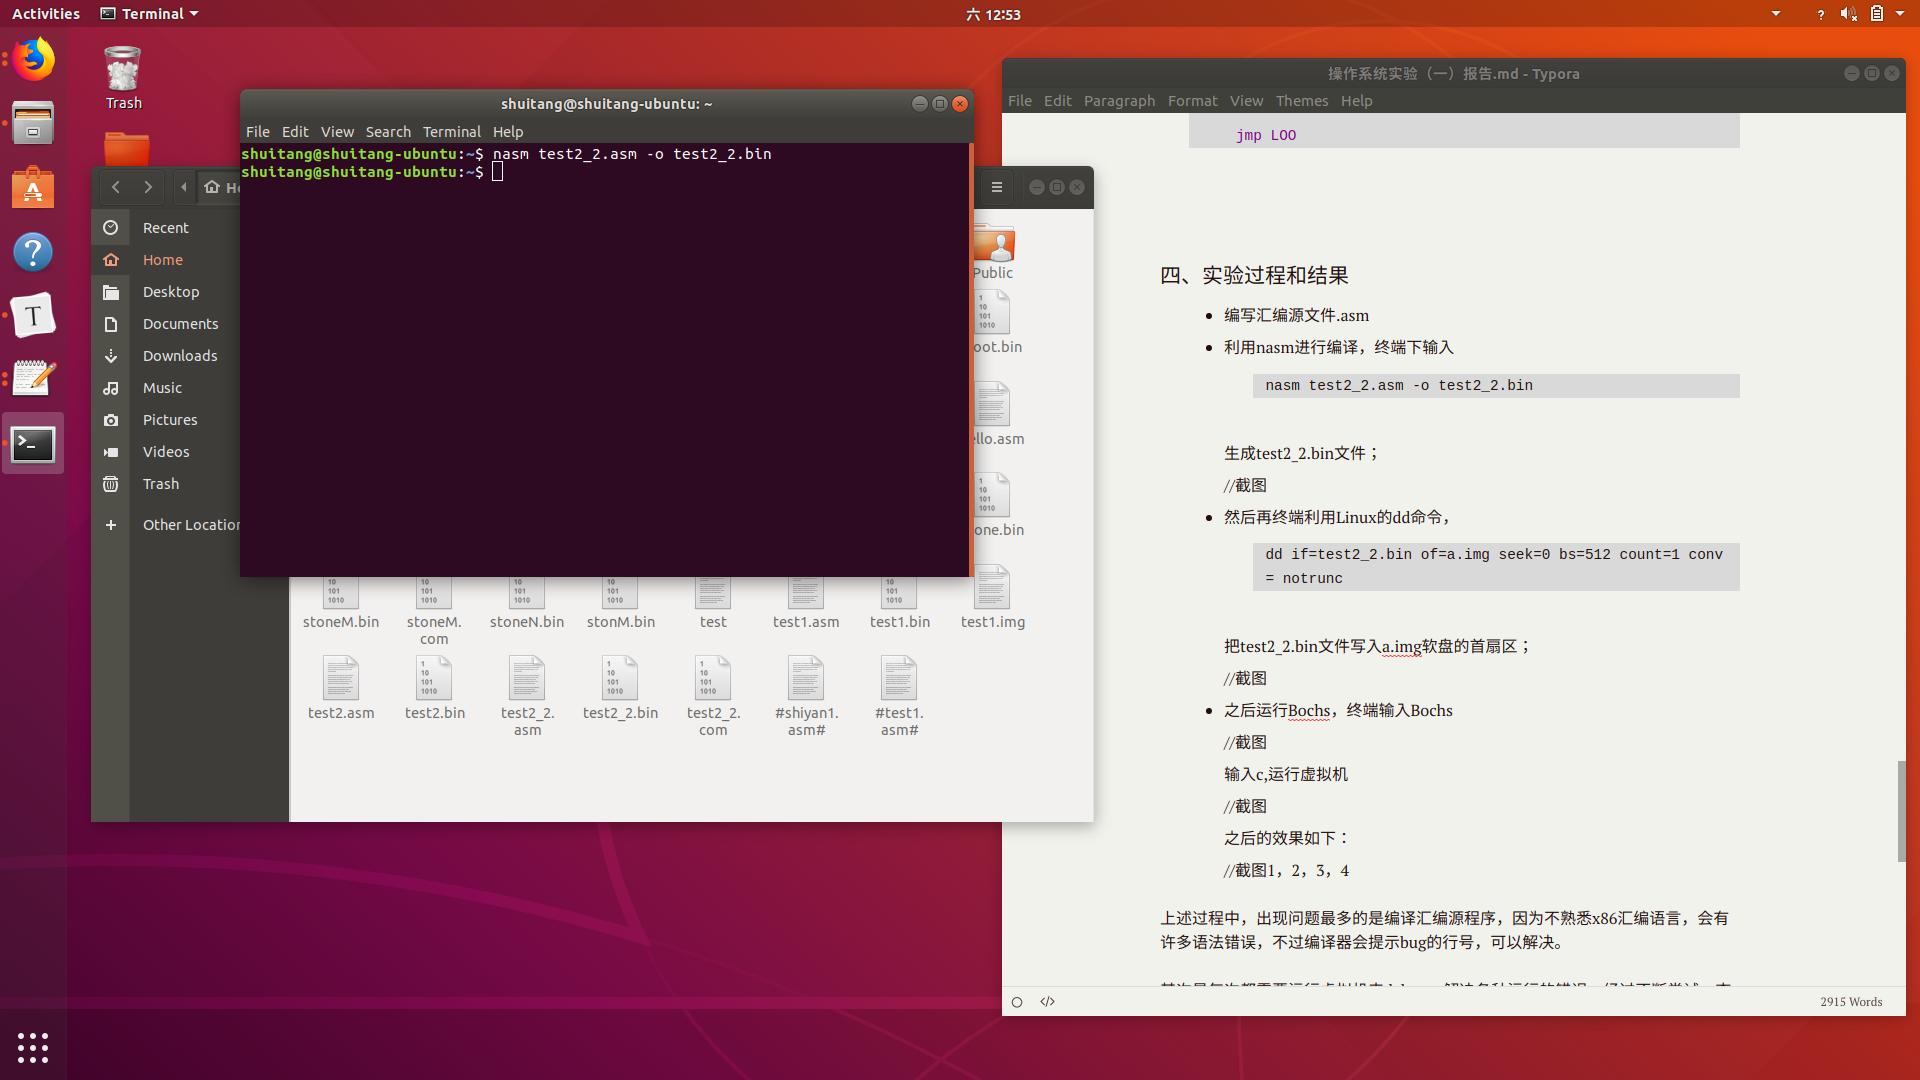 Activities
Terminal
六 12:53
?
Trash
shuitang@shuitang-ubuntu: ~
File Edit View Search Terminal Help
shuitang@shuitang-ubuntu:~$ nasm test2_2.asm -o test2_2.bin
shuitang@shuitang-ubuntu:~$
Recent
Home
Desktop
Documents
Downloads
Music
Pictures
Videos
Trash
Other Location
Public
oot.bin
llo.asm
one.bin
stoneM.bin
stoneM.
com
stoneN.bin
stonM.bin
test
test1.asm
test1.bin
test1.img
test2.asm
test2.bin
test2_2.
asm
test2_2.bin
test2_2.
com
#shiyan1.
asm#
#test1.
asm#
操作系统实验（一）报告.md - Typora
File Edit Paragraph Format View Themes Help
jmp LOO
四、实验过程和结果
编写汇编源文件.asm
利用nasm进行编译，终端下输入
nasm test2_2.asm -o test2_2.bin
生成test2_2.bin文件；
//截图
然后再终端利用Linux的dd命令，
dd if=test2_2.bin of=a.img seek=0 bs=512 count=1 conv
= notrunc
把test2_2.bin文件写入a.img软盘的首扇区；
//截图
之后运行Bochs，终端输入Bochs
//截图
输入c,运行虚拟机
//截图
之后的效果如下：
//截图1，2，3，4
上述过程中，出现问题最多的是编译汇编源程序，因为不熟悉x86汇编语言，会有
许多语法错误，不过编译器会提示bug的行号，可以解决。
2915 Words